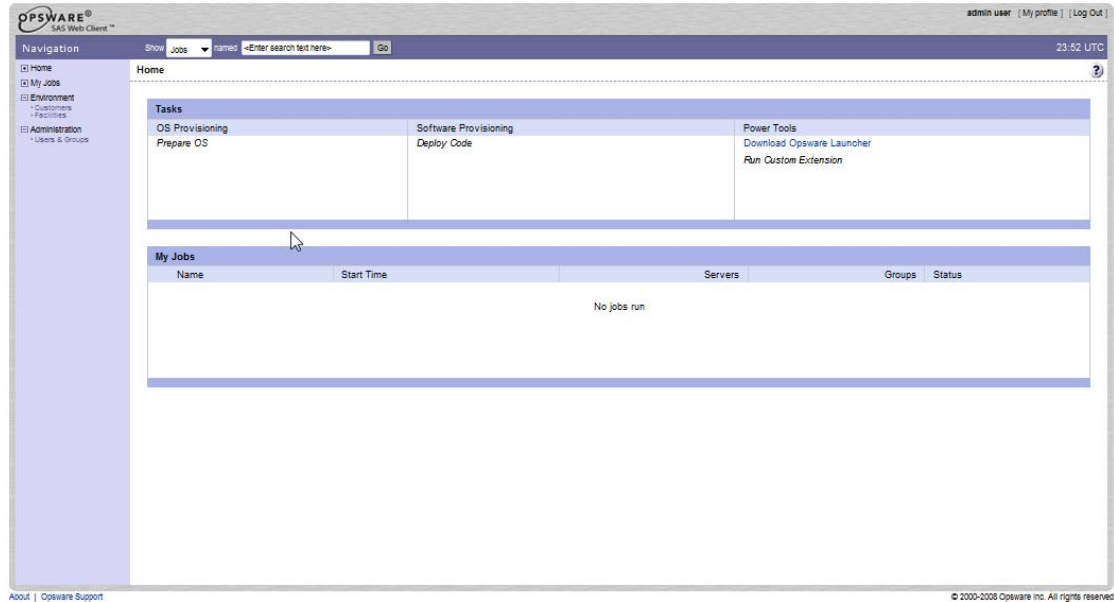 OPSWARE®
SAS Web Client ™
admin user [ My profile ] [ Log Out ]
Navigation
Show Jobs named <Enter search text here> Go
23:52 UTC
Home
My Jobs
Environment
Customers
Facilities
Administration
Users & Groups
Home
?
Tasks
OS Provisioning Software Provisioning Power Tools
Prepare OS Deploy Code Download Opsware Launcher
Run Custom Extension
My Jobs
Name Start Time Servers Groups Status
No jobs run
About | Opsware Support
© 2000-2008 Opsware Inc. All rights reserved